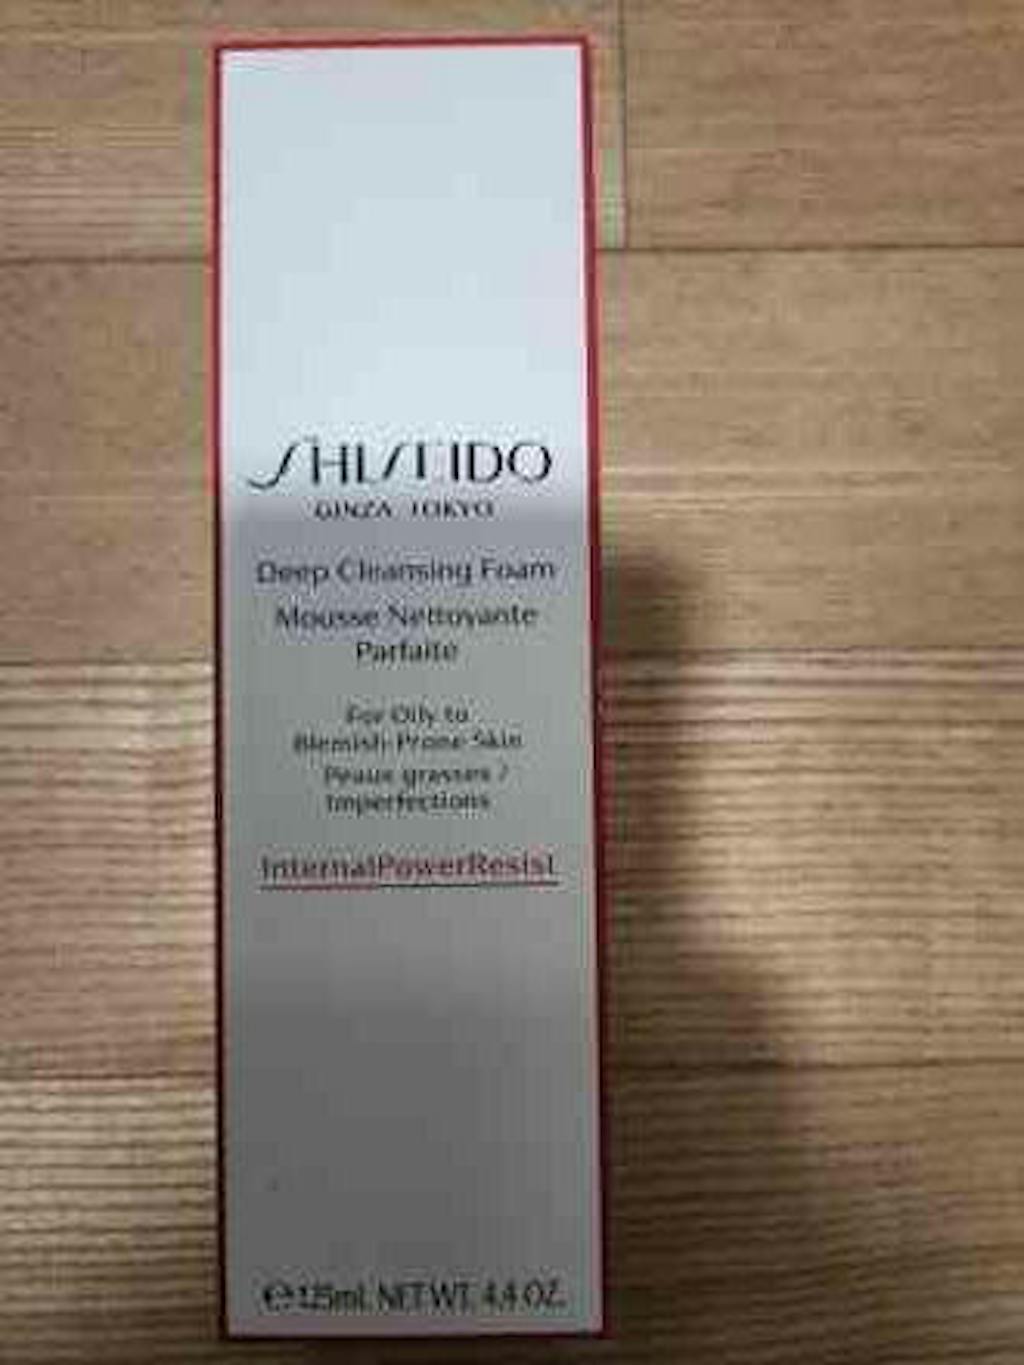 SHISEIDO
GINZA TOKYO
Deep Cleansing Foam
Mousse Nettoyante
Parfaite
For Oily to
Blemish-Prone Skin
Peaux grasses /
Imperfections
InternalPowerResist
℮ 125mL NET WT. 4.4 OZ.